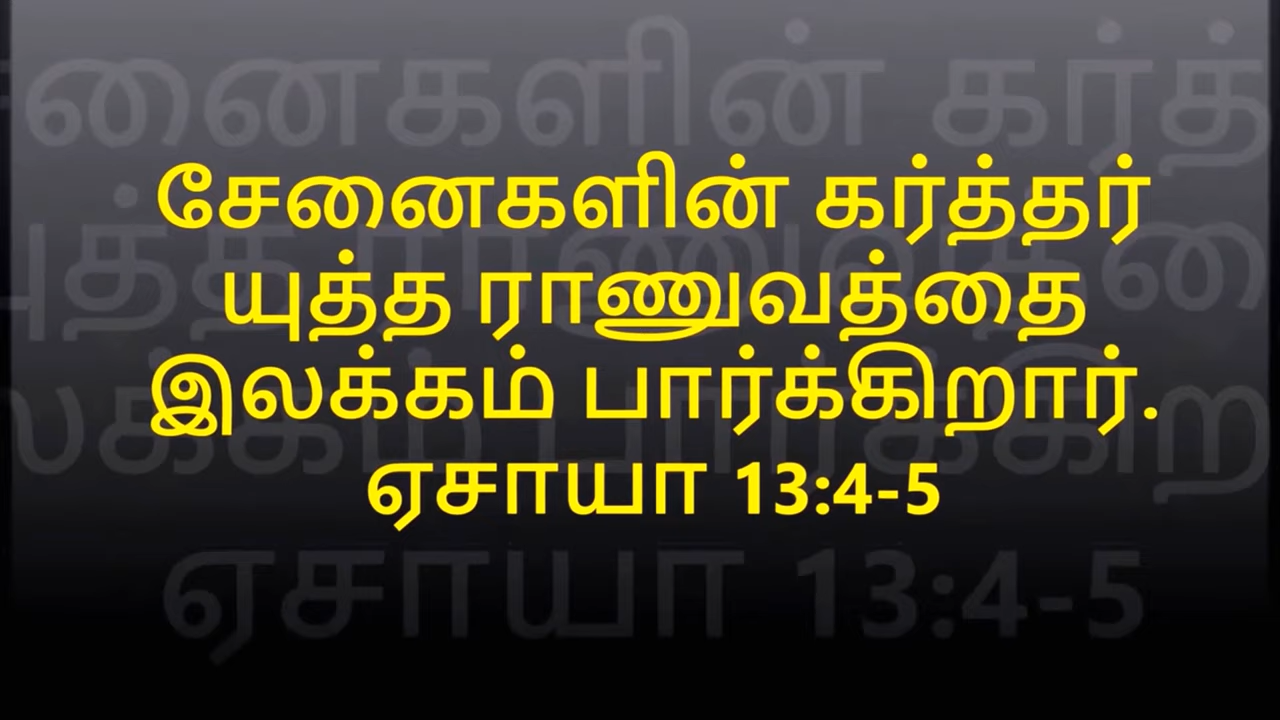 சேனைகளின் கர்த்தர்
யுத்த ராணுவத்தை
இலக்கம் பார்க்கிறார்.
ஏசாயா 13:4-5